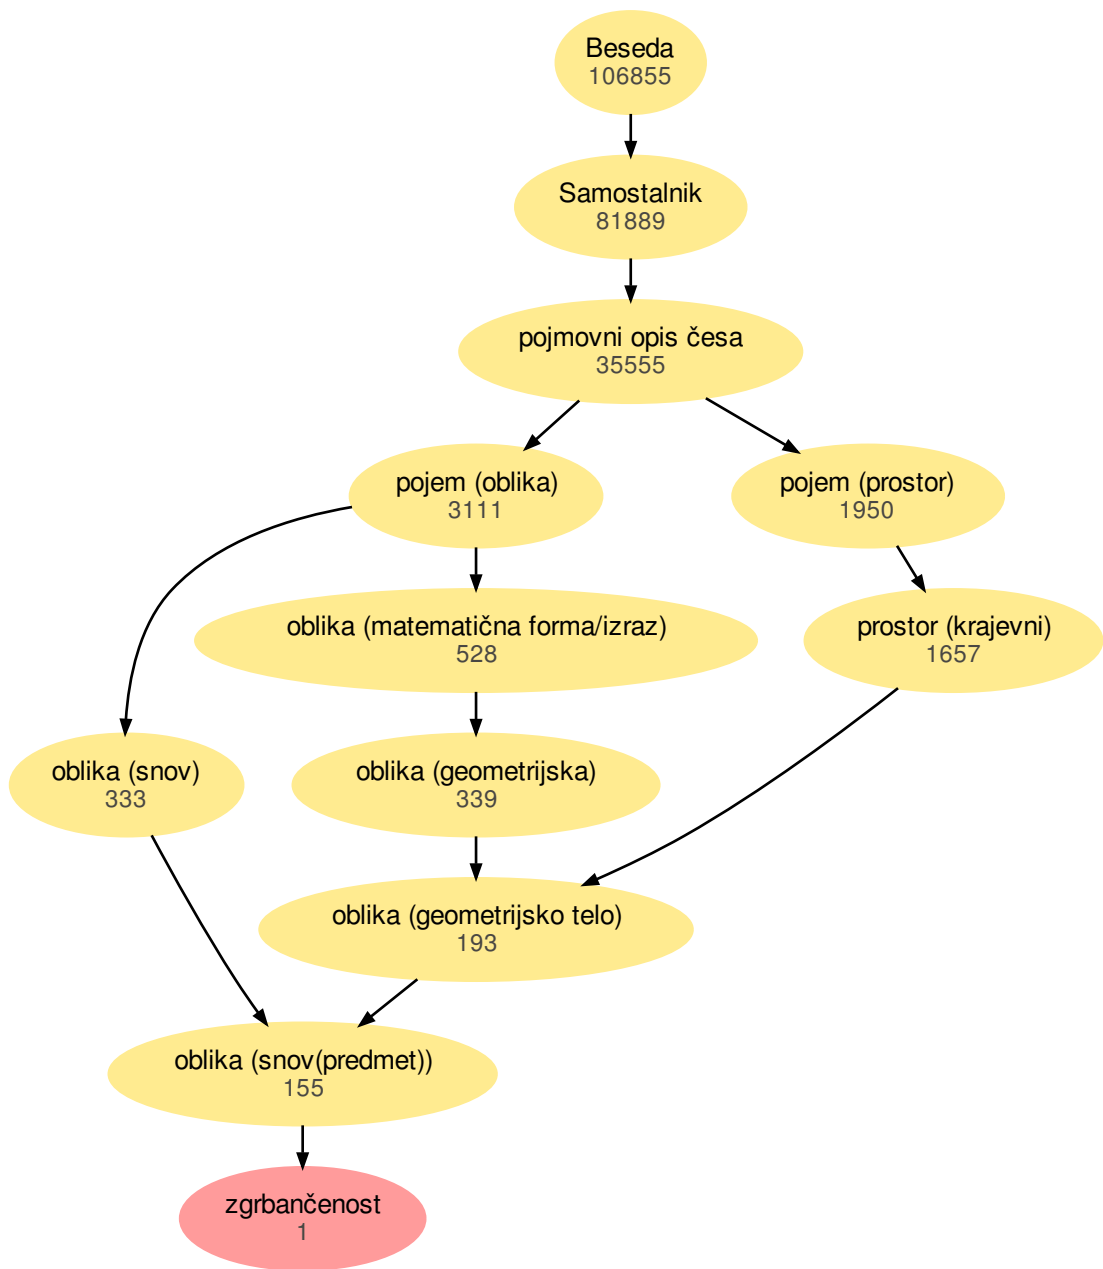 Beseda
106855
Samostalnik
81889
pojmovni opis česa
35555
pojem (oblika)
3111
pojem (prostor)
1950
oblika (matematična forma/izraz)
528
prostor (krajevni)
1657
oblika (snov)
333
oblika (geometrijska)
339
oblika (geometrijsko telo)
193
oblika (snov(predmet))
155
zgrbančenost
1